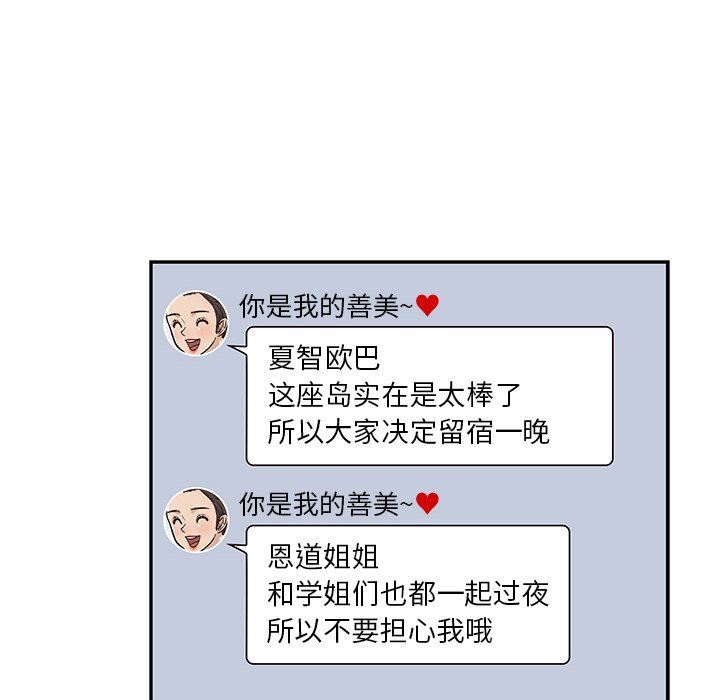 你是我的善美~♥
夏智欧巴
这座岛实在是太棒了
所以大家决定留宿一晚
你是我的善美~♥
恩道姐姐
和学姐们也都一起过夜
所以不要担心我哦